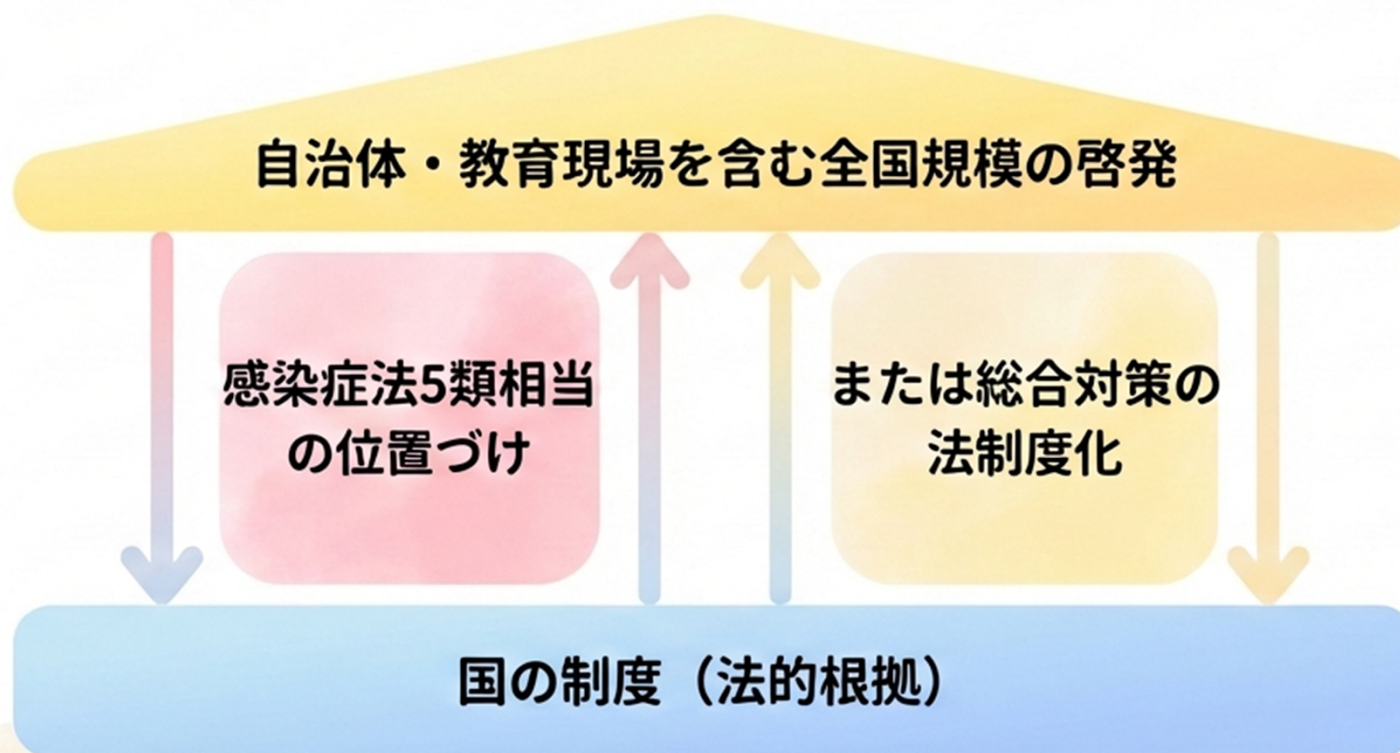 自治体・教育現場を含む全国規模の啓発
感染症法5類相当
の位置づけ
または総合対策の
法制度化
国の制度（法的根拠）